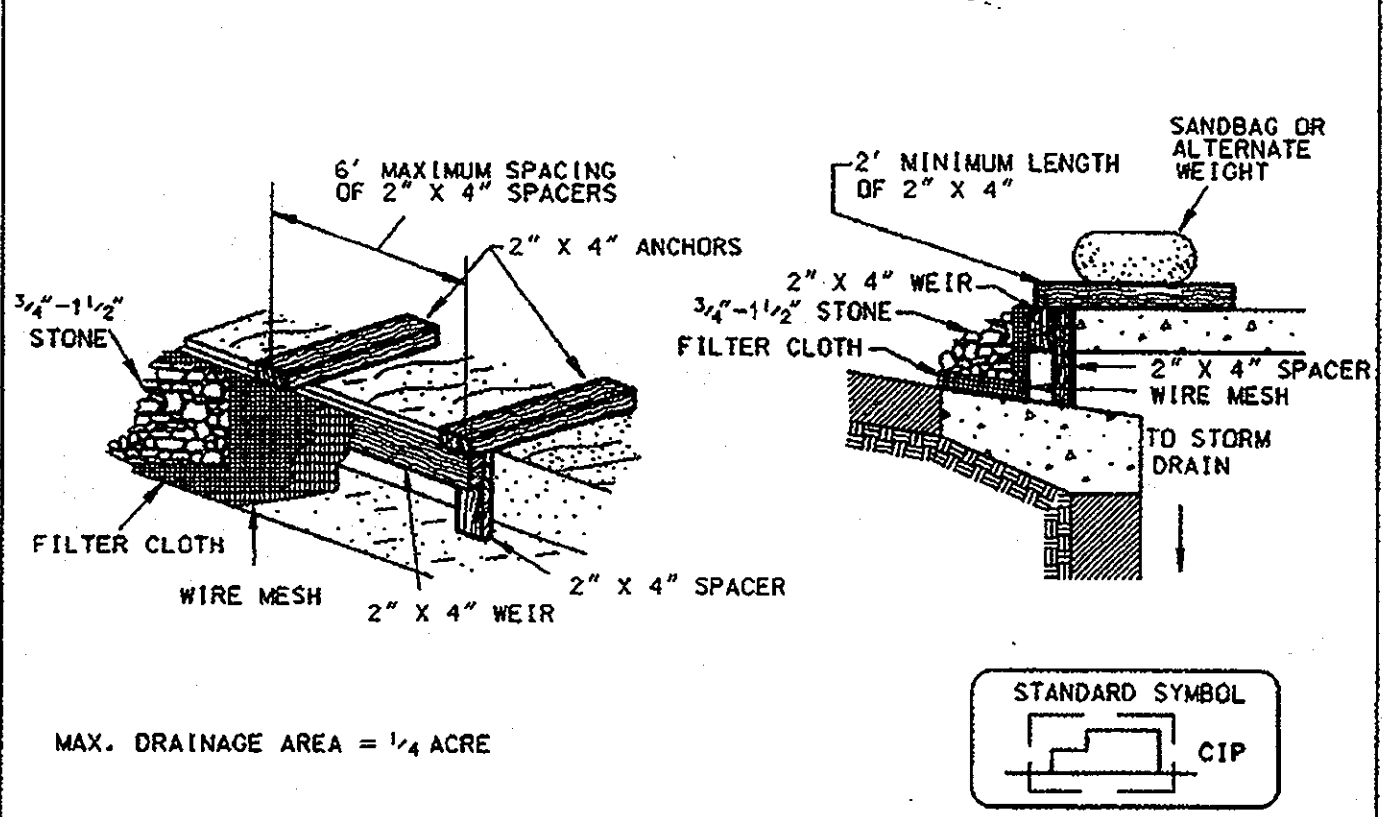 6' MAXIMUM SPACING
OF 2" X 4" SPACERS
2" X 4" ANCHORS
3/4"-1 1/2"
STONE
FILTER CLOTH
WIRE MESH
2" X 4" WEIR
2" X 4" SPACER
SANDBAG OR
ALTERNATE
WEIGHT
2' MINIMUM LENGTH
OF 2" X 4"
2" X 4" WEIR
3/4"-1 1/2" STONE
FILTER CLOTH
2" X 4" SPACER
WIRE MESH
TO STORM
DRAIN
MAX. DRAINAGE AREA = 1/4 ACRE
STANDARD SYMBOL
CIP